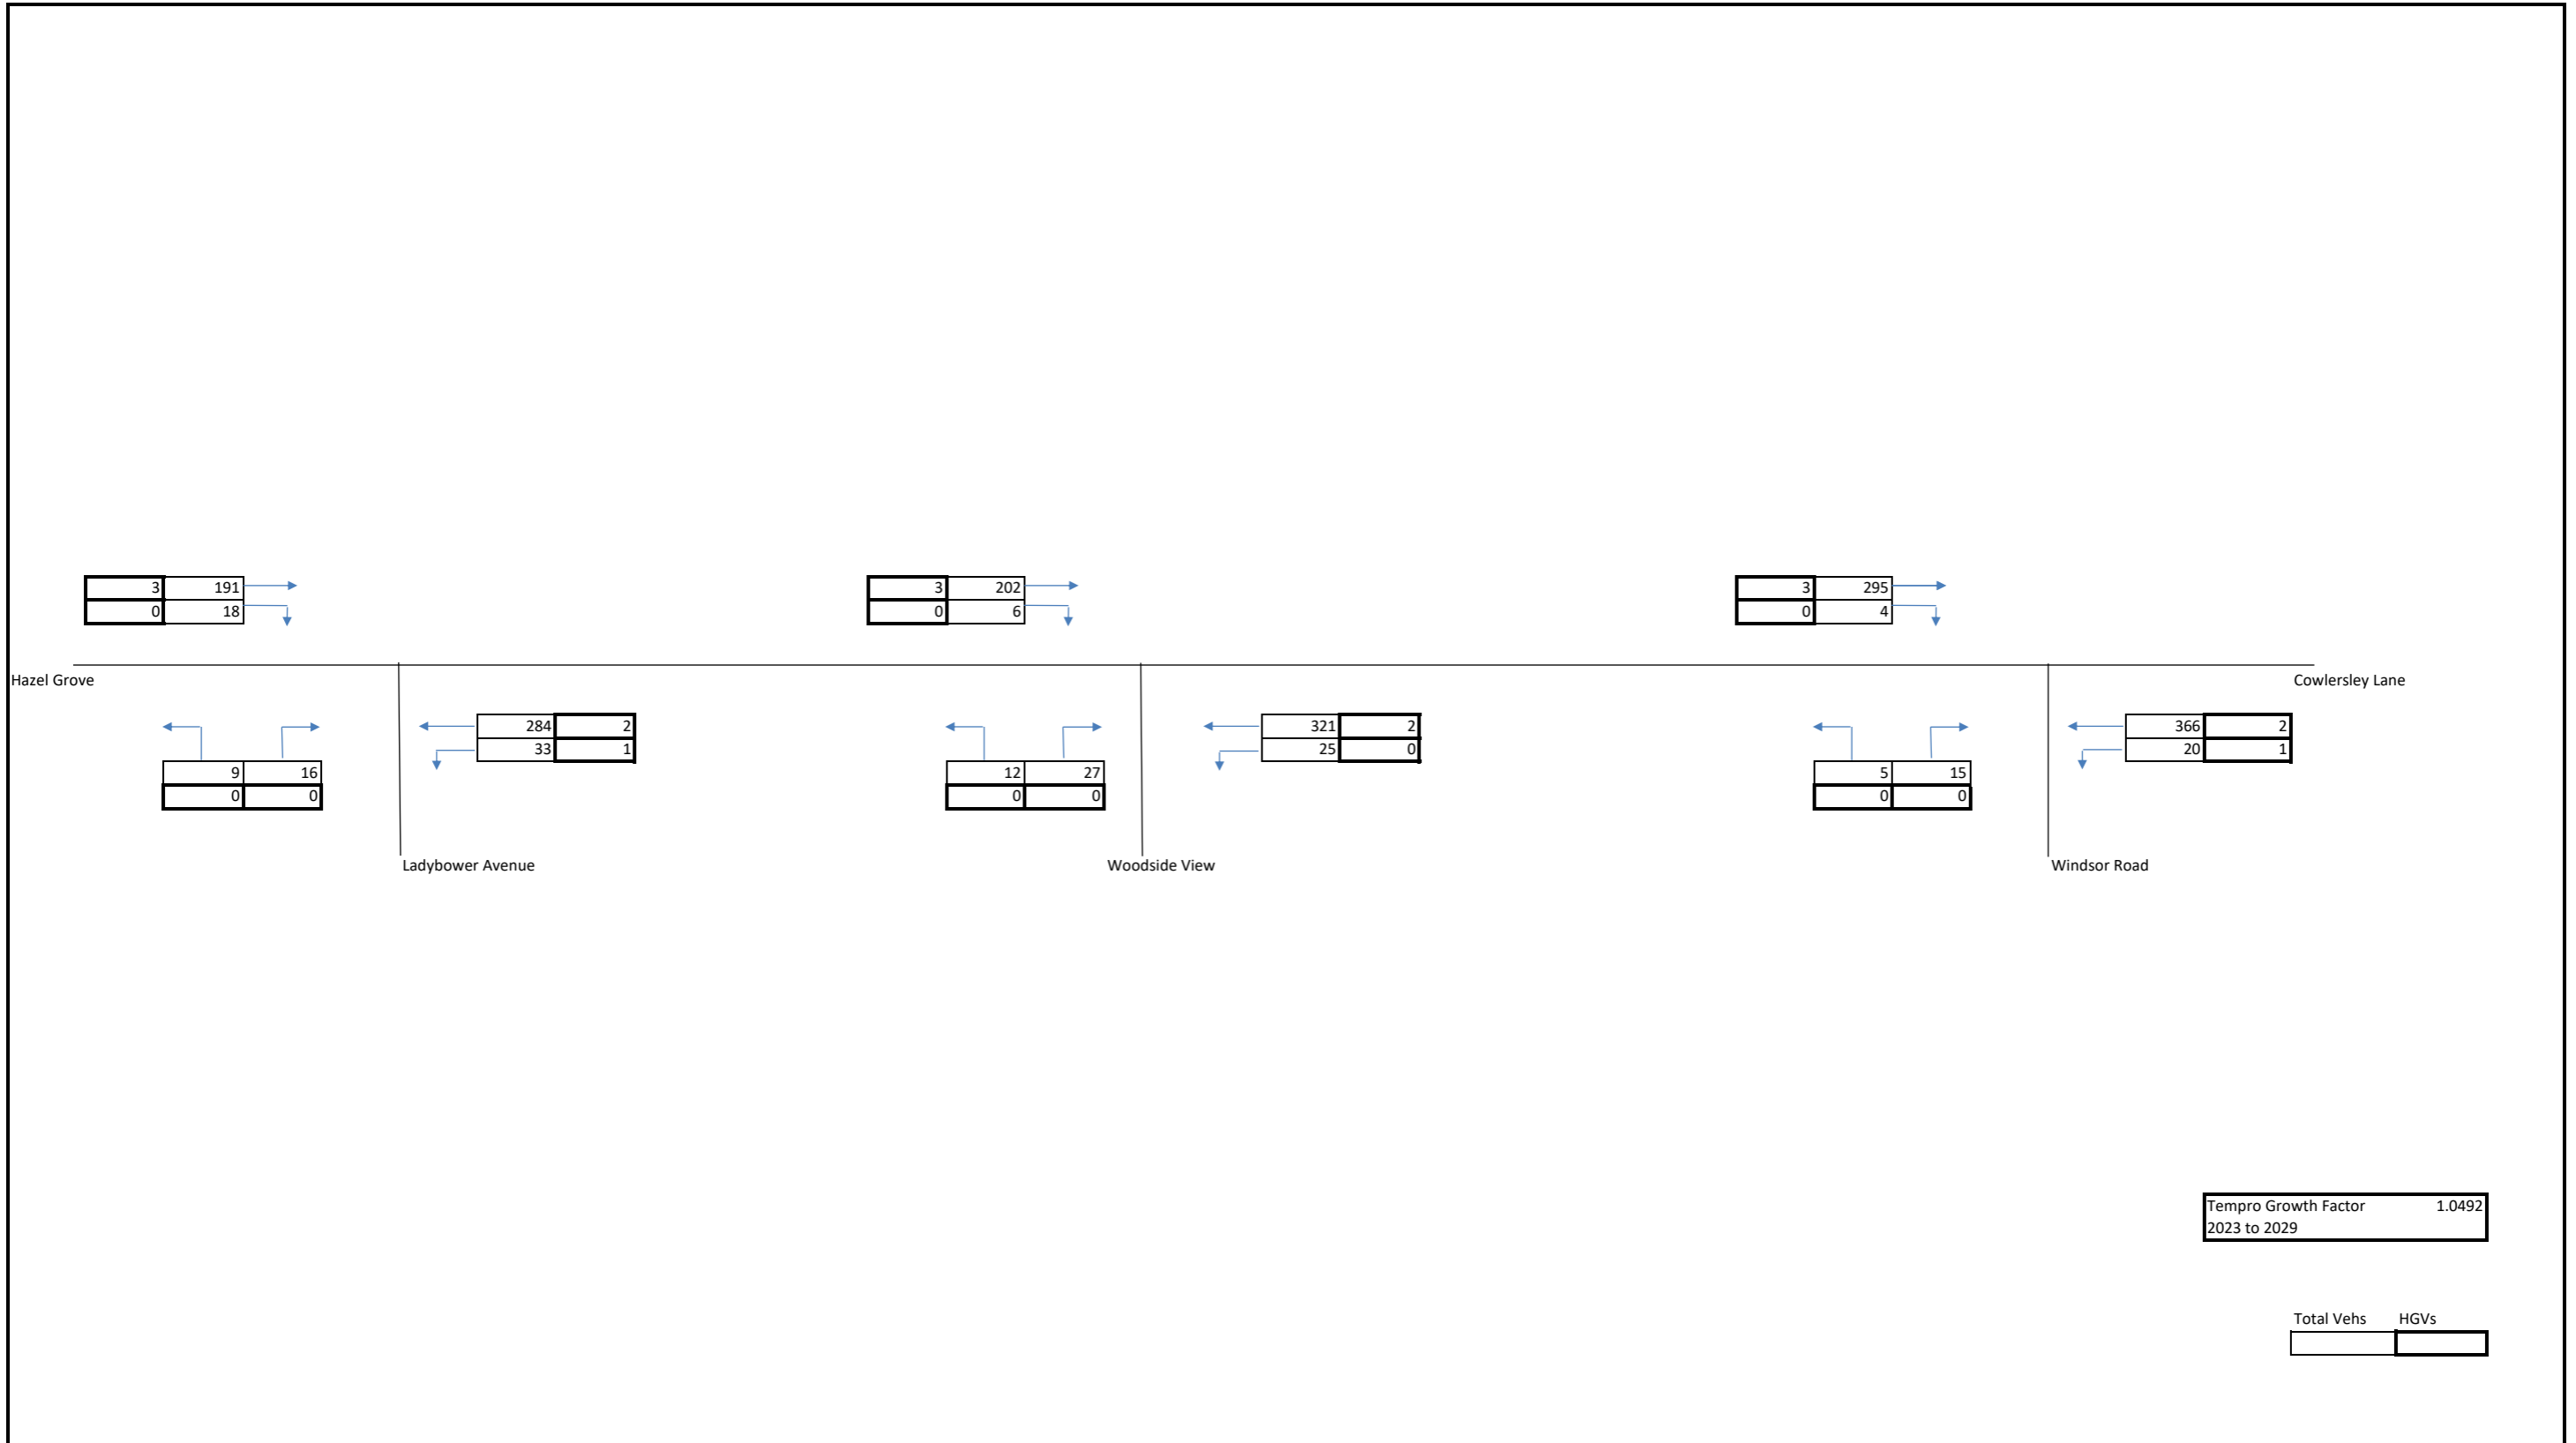 3 191
0 18
3 202
0 6
3 295
0 4
Hazel Grove
Cowlersley Lane
284 2
33 1
9 16
0 0
321 2
25 0
12 27
0 0
366 2
20 1
5 15
0 0
Ladybower Avenue
Woodside View
Windsor Road
Tempro Growth Factor 1.0492
2023 to 2029
Total Vehs HGVs